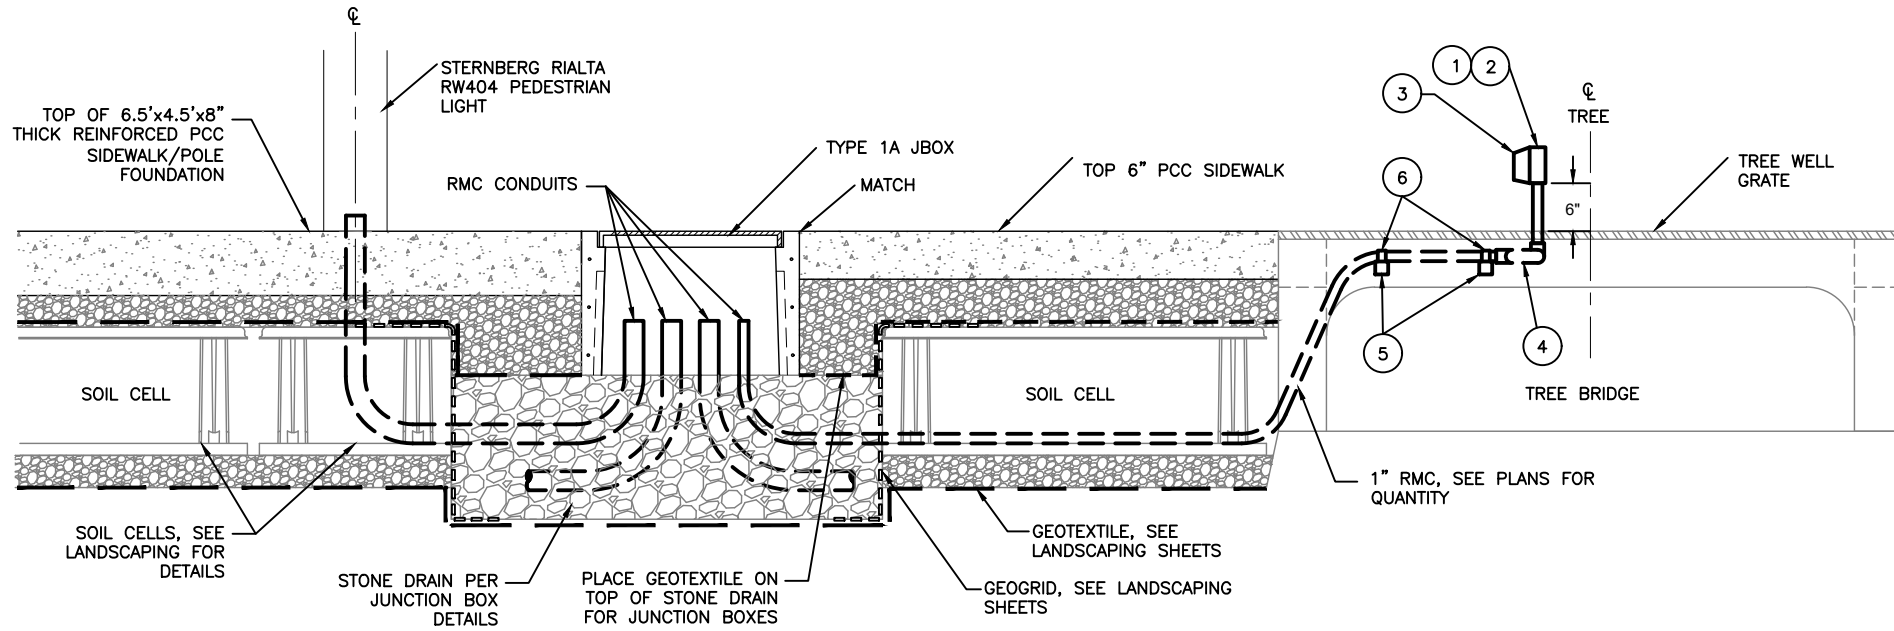 ℄
STERNBERG RIALTA
RW404 PEDESTRIAN
LIGHT
TOP OF 6.5'x4.5'x8"
THICK REINFORCED PCC
SIDEWALK/POLE
FOUNDATION
RMC CONDUITS
TYPE 1A JBOX
MATCH
TOP 6" PCC SIDEWALK
1
2
3
℄
TREE
TREE WELL
GRATE
6
6"
5
4
SOIL CELL
SOIL CELL
TREE BRIDGE
1" RMC, SEE PLANS FOR
QUANTITY
SOIL CELLS, SEE
LANDSCAPING FOR
DETAILS
STONE DRAIN PER
JUNCTION BOX
DETAILS
PLACE GEOTEXTILE ON
TOP OF STONE DRAIN
FOR JUNCTION BOXES
GEOTEXTILE, SEE
LANDSCAPING SHEETS
GEOGRID, SEE LANDSCAPING
SHEETS